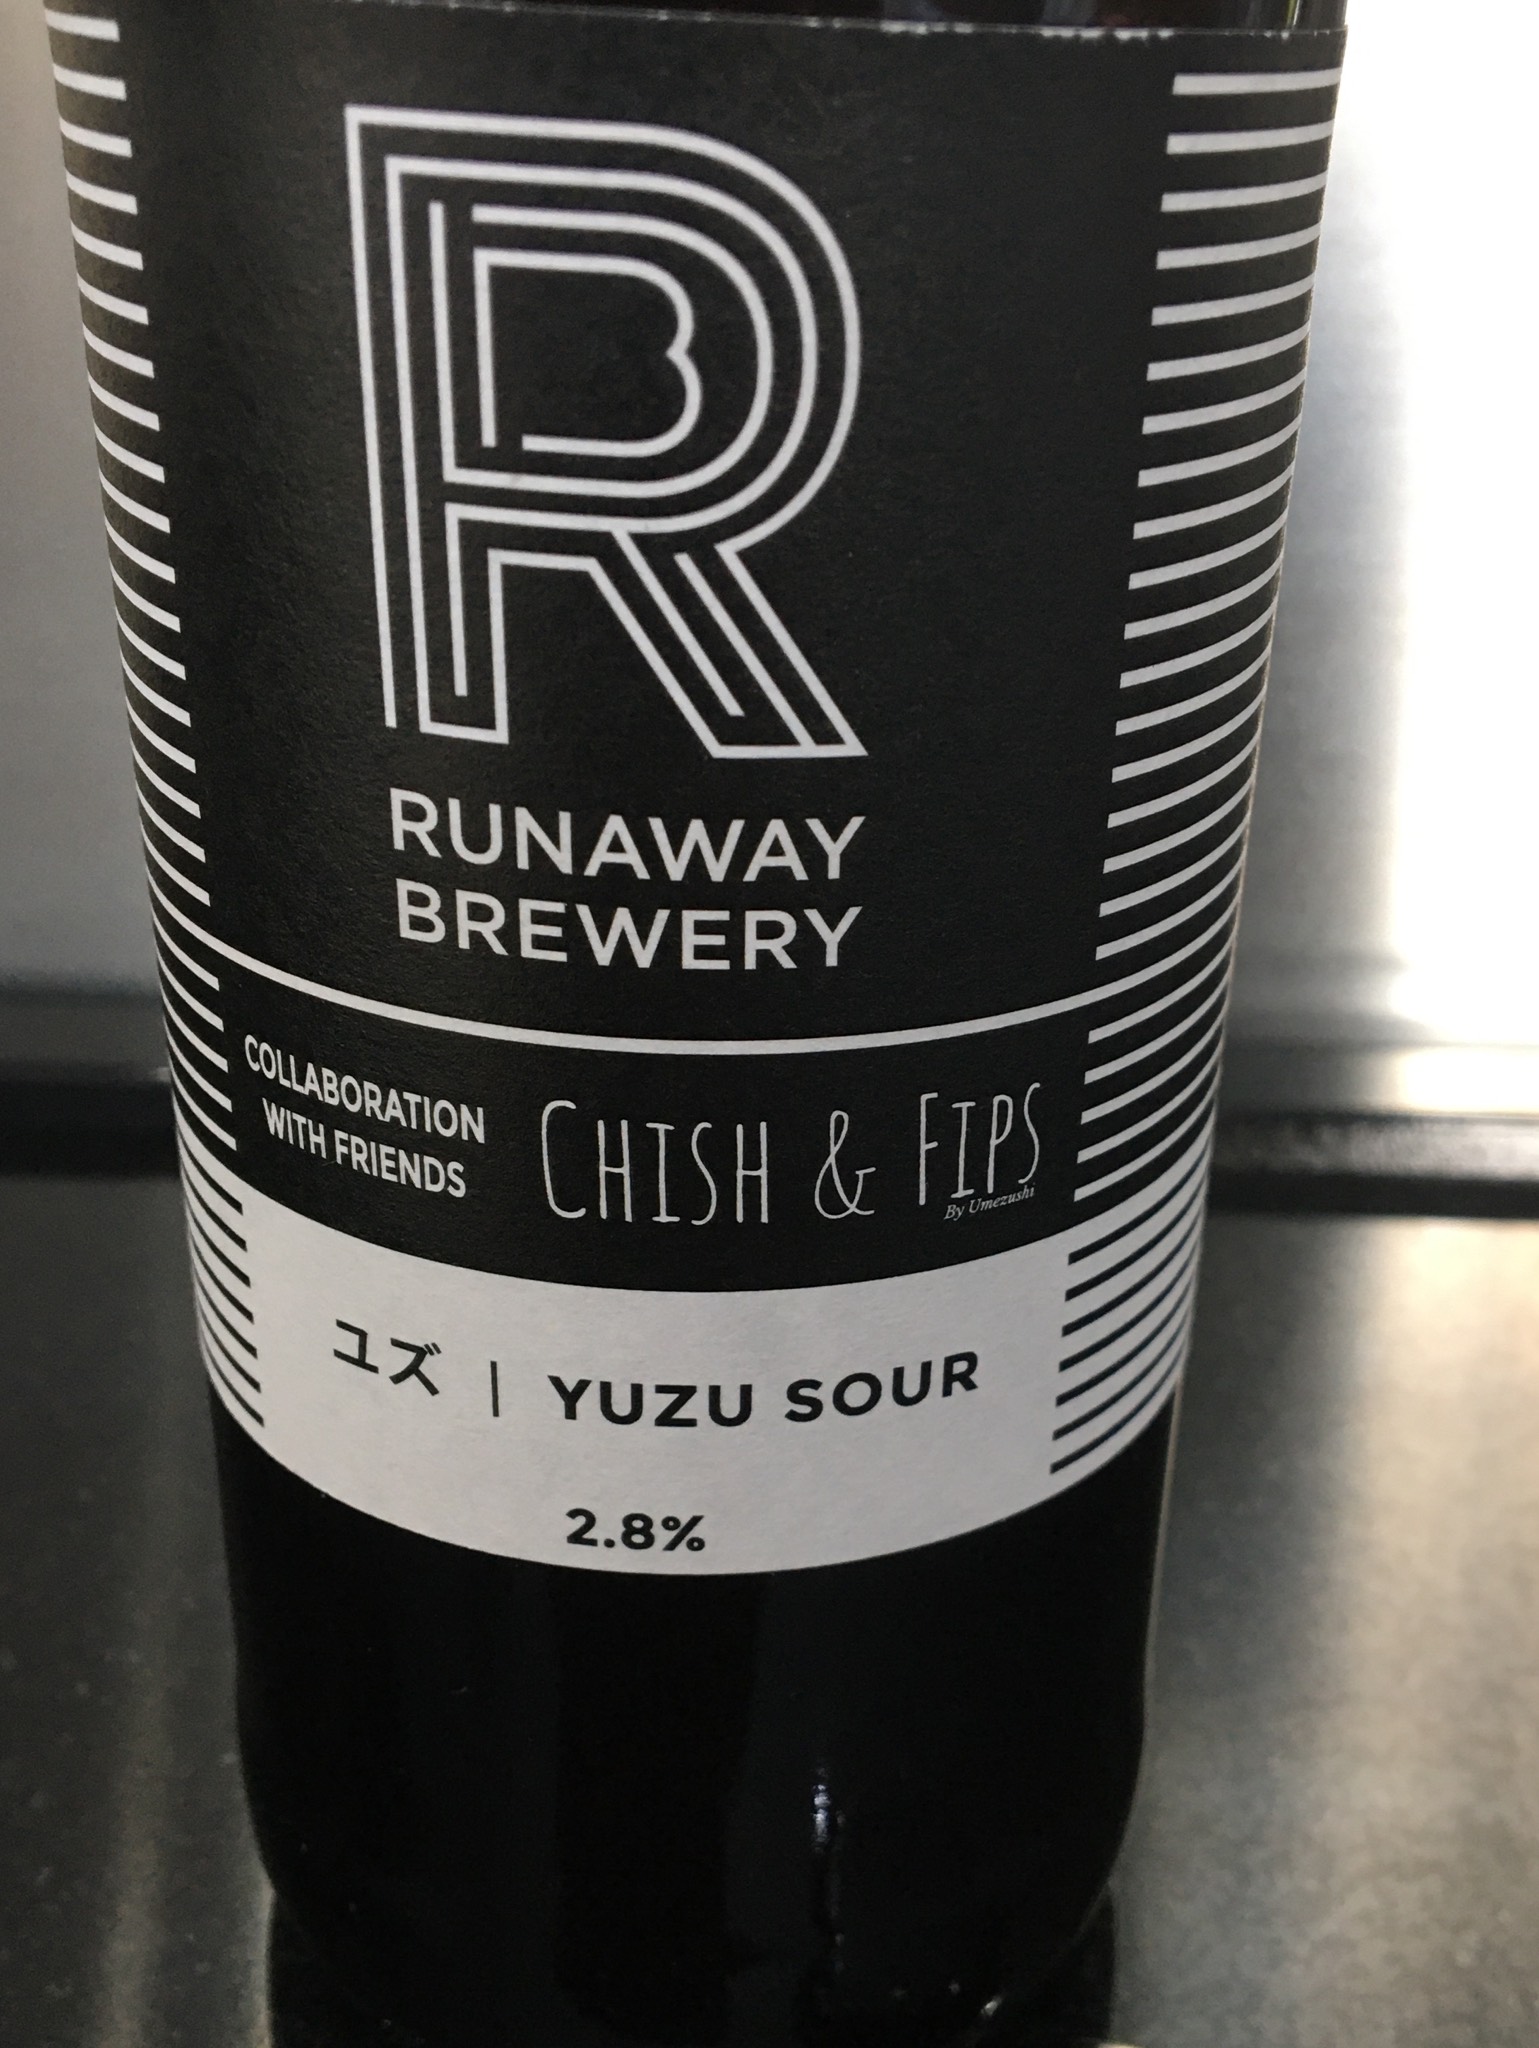 R
RUNAWAY
BREWERY
COLLABORATION
WITH FRIENDS
CHISH & FIPS
By Umezushi
ユズ | YUZU SOUR
2.8%